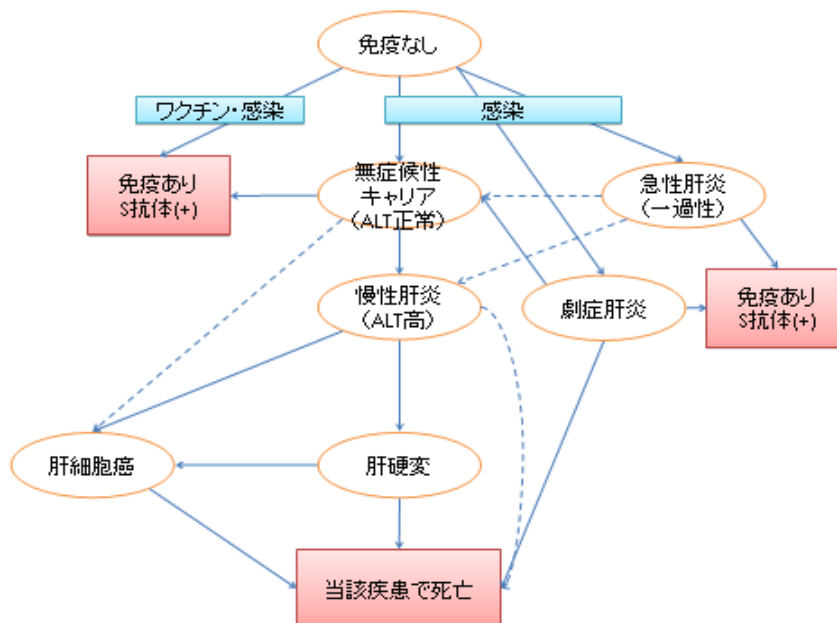 免疫なし
ワクチン・感染
感染
免疫あり
S抗体(+)
無症候性
キャリア
(ALT正常)
急性肝炎
(一過性)
慢性肝炎
(ALT高)
劇症肝炎
免疫あり
S抗体(+)
肝細胞癌
肝硬変
当該疾患で死亡